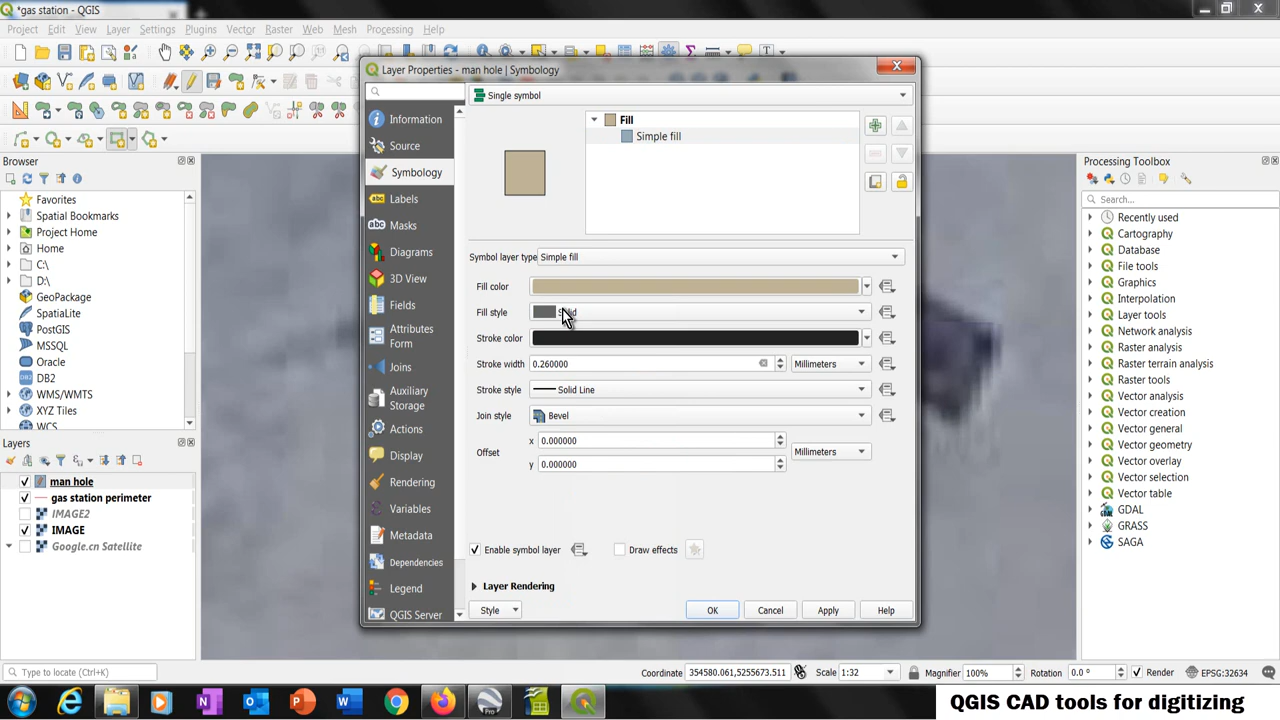 *gas station - QGIS
Project Edit View Layer Settings Plugins Vector Raster Web Mesh Processing Help
Layer Properties - man hole | Symbology
Single symbol
Fill
Simple fill
Information
Source
Symbology
Labels
Masks
Diagrams
3D View
Fields
Attributes
Form
Joins
Auxiliary
Storage
Actions
Display
Rendering
Variables
Metadata
Dependencies
Legend
QGIS Server
Symbol layer type Simple fill
Fill color
Fill style Solid
Stroke color
Stroke width 0.260000 Millimeters
Stroke style Solid Line
Join style Bevel
Offset x 0.000000 Millimeters
y 0.000000
Enable symbol layer Draw effects
Layer Rendering
Style OK Cancel Apply Help
Browser
Favorites
Spatial Bookmarks
Project Home
Home
C:\
D:\
GeoPackage
SpatiaLite
PostGIS
MSSQL
Oracle
DB2
WMS/WMTS
XYZ Tiles
WCS
Layers
man hole
gas station perimeter
IMAGE2
IMAGE
Google.cn Satellite
Processing Toolbox
Search...
Recently used
Cartography
Database
File tools
Graphics
Interpolation
Layer tools
Network analysis
Raster analysis
Raster terrain analysis
Raster tools
Vector analysis
Vector creation
Vector general
Vector geometry
Vector overlay
Vector selection
Vector table
GDAL
GRASS
SAGA
Type to locate (Ctrl+K) Coordinate 354580.061,5255673.511 Scale 1:32 Magnifier 100% Rotation 0.0 ° Render EPSG:32634
QGIS CAD tools for digitizing